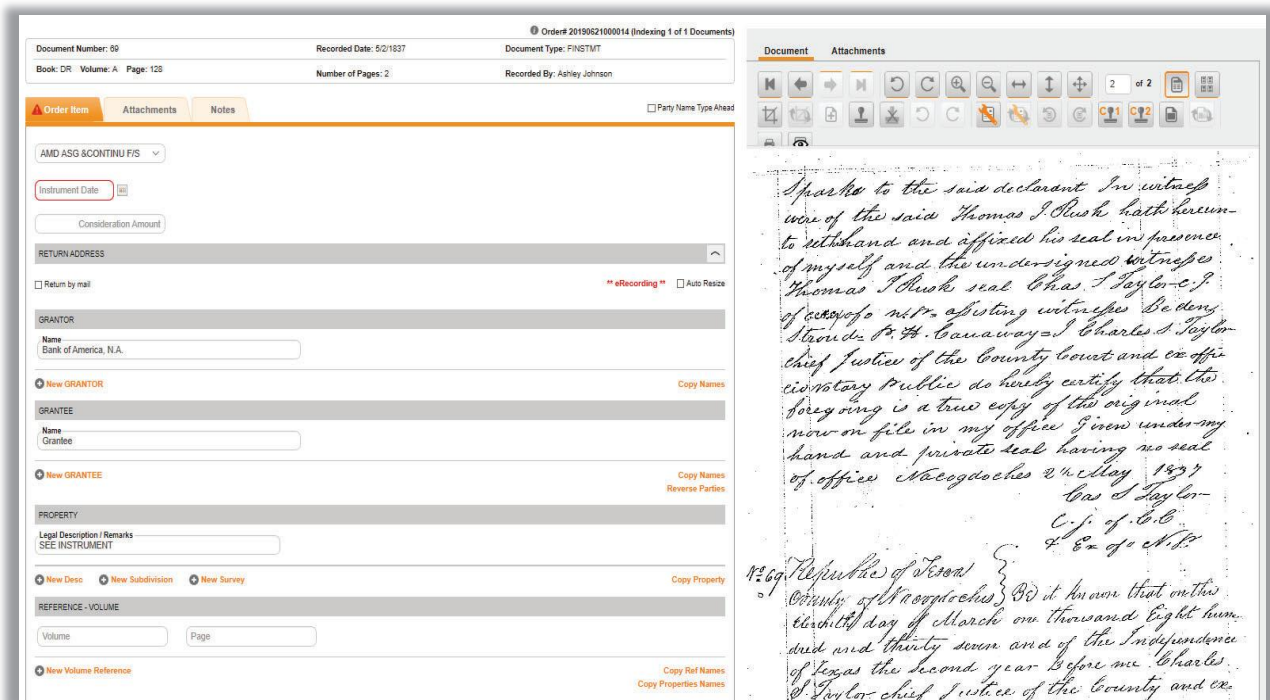 Order# 20190621000014 (Indexing 1 of 1 Documents)
Document Number: 69 Recorded Date: 5/2/1837 Document Type: FINSTMT
Book: DR Volume: A Page: 128 Number of Pages: 2 Recorded By: Ashley Johnson
Order Item Attachments Notes Party Name Type Ahead
AMD ASG &CONTINU F/S
Instrument Date
Consideration Amount
RETURN ADDRESS
Return by mail ** eRecording ** Auto Resize
GRANTOR
Name
Bank of America, N.A.
New GRANTOR Copy Names
GRANTEE
Name
Grantee
New GRANTEE Copy Names
Reverse Parties
PROPERTY
Legal Description / Remarks
SEE INSTRUMENT
New Desc New Subdivision New Survey Copy Property
REFERENCE - VOLUME
Volume Page
New Volume Reference Copy Ref Names
Copy Properties Names
Document Attachments
2 of 2
C 1 C 2
Sparks to the said declarant In witness
were of the said Thomas J. Rusk hath hereun-
to set hand and affixed his seal in presence
of myself and the undersigned witnesses
Thomas J Rusk seal Chas. S Taylor C. J.
of n. P. assisting witnesses
Stroud = Charles S. Taylor
chief Justice of the County Court and ex offi
cio Notary Public do hereby certify that the
foregoing is a true copy of the original
now on file in my office Given under my
hand and private seal having no seal
of office Nacogdoches May 1837
Cas S Taylor
C. J. of C. C.
& Ex of o N. P.
No 69 Republic of Texas
County of Nacogdoches } Be it known that on this
day of March one thousand Eight hun
dred and thirty seven and of the Independence
of Texas the second year Before me Charles
S. Taylor chief Justice of the County and ex